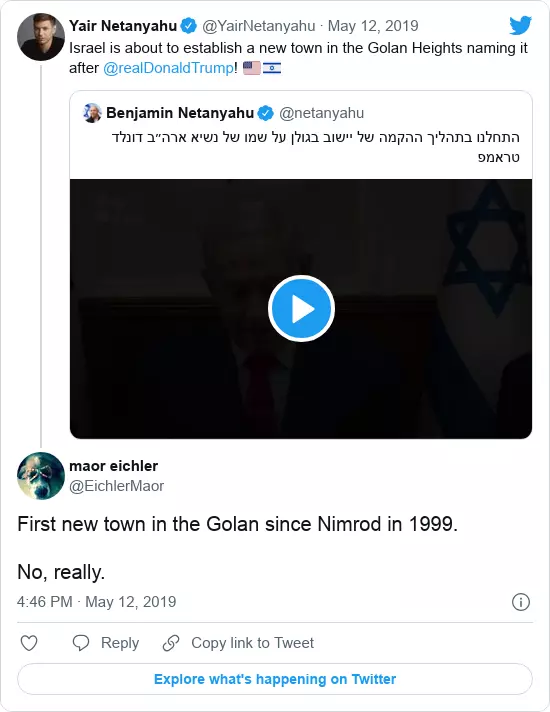 Yair Netanyahu @YairNetanyahu · May 12, 2019
Israel is about to establish a new town in the Golan Heights naming it
after @realDonaldTrump! 🇺🇸🇮🇱
Benjamin Netanyahu @netanyahu
התחלנו בתהליך ההקמה של יישוב בגולן על שמו של נשיא ארה״ב דונלד
טראמפ
maor eichler
@EichlerMaor
First new town in the Golan since Nimrod in 1999.
No, really.
4:46 PM · May 12, 2019
Reply
Copy link to Tweet
Explore what's happening on Twitter